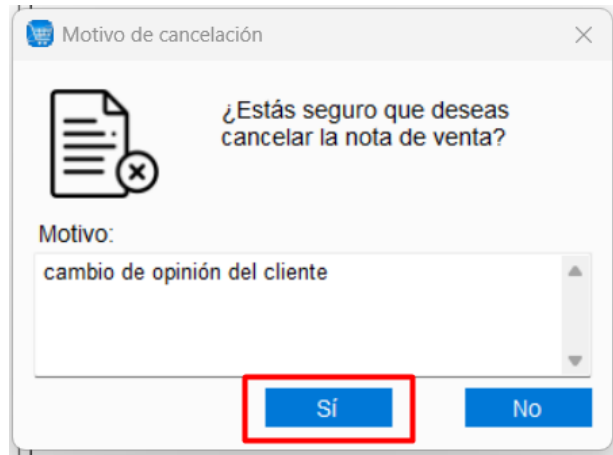 Motivo de cancelación
¿Estás seguro que deseas
cancelar la nota de venta?
Motivo:
cambio de opinión del cliente
Sí
No